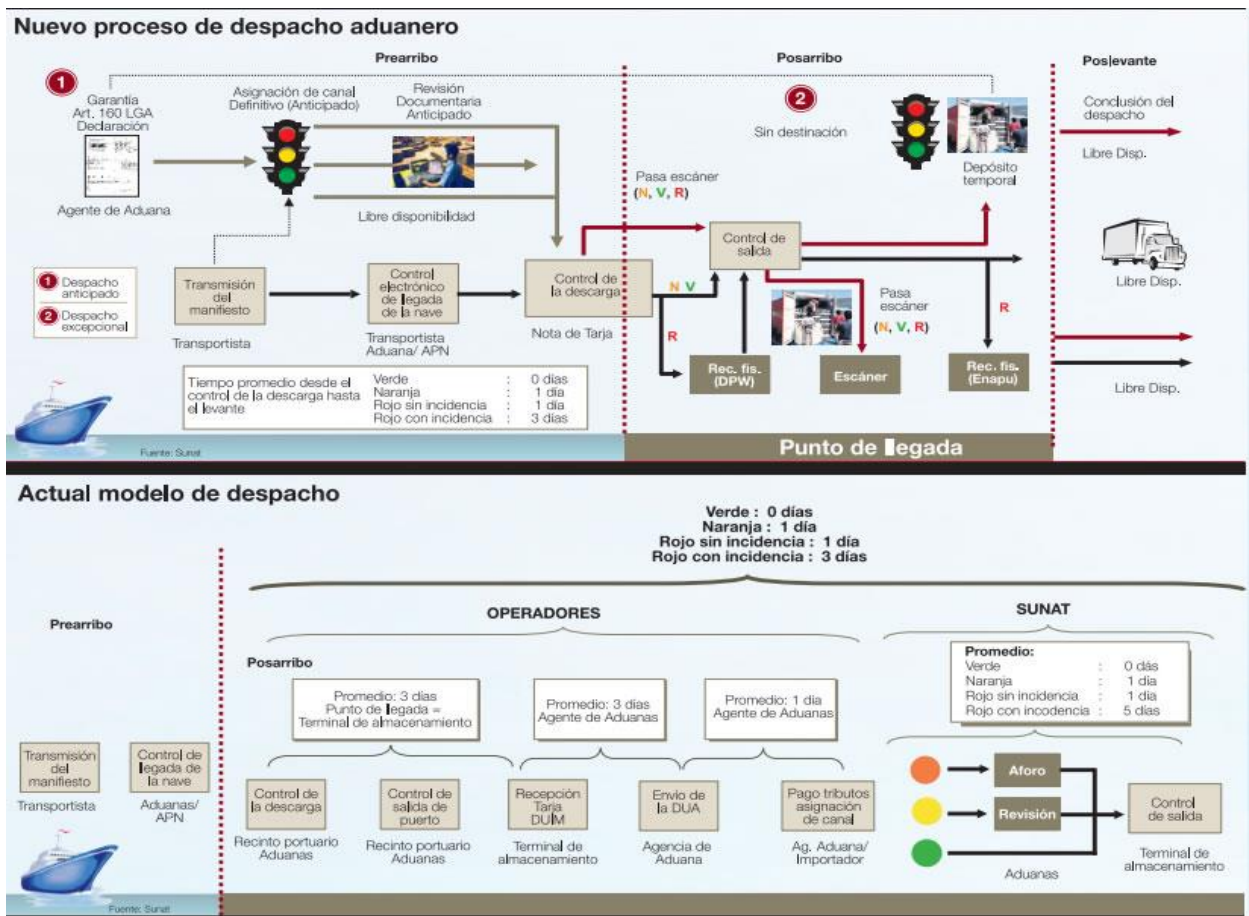 Nuevo proceso de despacho aduanero
Prearribo
Posarribo
Pos|evante
1
Garantía
Art. 160 LGA
Declaración
Agente de Aduana
Asignación de canal
Definitivo (Anticipado)
Revisión
Documentaria
Anticipado
Libre disponibilidad
2
Sin destinación
Depósito
temporal
Conclusión del
despacho
Libre Disp.
Pasa escáner
(N, V, R)
1 Despacho
anticipado
2 Despacho
excepcional
Transmisión
del
manifiesto
Transportista
Control
electrónico
de llegada
de la nave
Transportista
Aduana/ APN
Control de
la descarga
Nota de Tarja
N V
R
Control de
salida
Pasa
escáner
(N, V, R)
R
Libre Disp.
Rec. fis.
(DPW)
Escáner
Rec. fis.
(Enapu)
Libre Disp.
Tiempo promedio desde el
control de la descarga hasta
el levante
Verde : 0 días
Naranja : 1 día
Rojo sin incidencia : 1 día
Rojo con incidencia : 3 días
Fuente: Sunat
Punto de llegada
Actual modelo de despacho
Verde : 0 días
Naranja : 1 día
Rojo sin incidencia : 1 día
Rojo con incidencia : 3 días
OPERADORES
SUNAT
Prearribo
Posarribo
Promedio: 3 días
Punto de llegada =
Terminal de almacenamiento
Promedio: 3 días
Agente de Aduanas
Promedio: 1 día
Agente de Aduanas
Promedio:
Verde : 0 dás
Naranja : 1 día
Rojo sin incidencia : 1 día
Rojo con incodencia : 5 días
Transmisión
del
manifiesto
Transportista
Control de
llegada de
la nave
Aduanas/
APN
Control de
la descarga
Recinto portuario
Aduanas
Control de
salida de
puerto
Recinto portuario
Aduanas
Recepción
Tarja
DUIM
Terminal de
almacenamiento
Envío de
la DUA
Agencia de
Aduana
Pago tributos
asignación
de canal
Ag. Aduana/
Importador
Aforo
Revisión
Aduanas
Control
de salida
Terminal de
almacenamiento
Fuente: Sunat